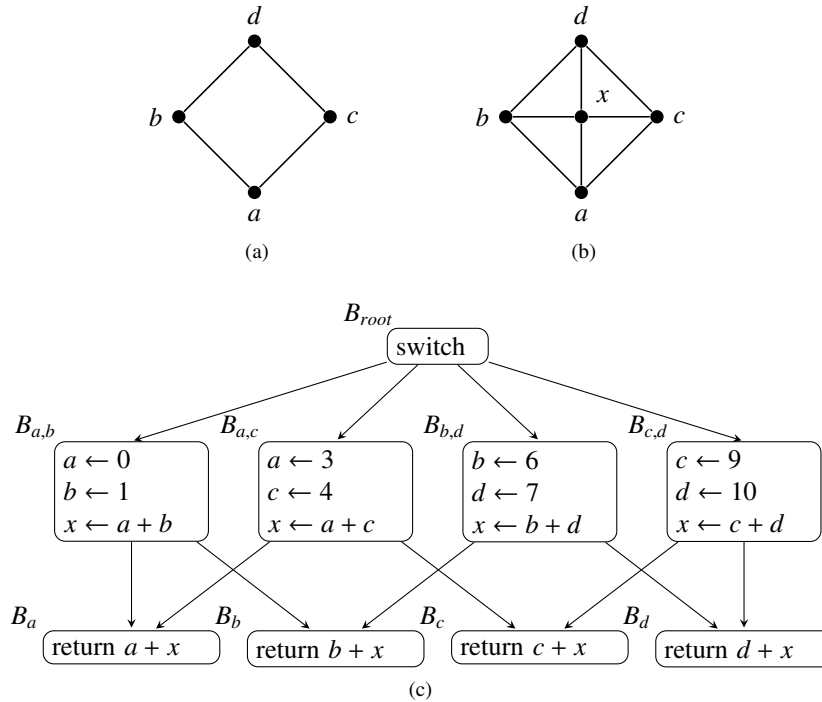 d d
b c b x c
a a
(a) (b)
B_root
switch
B_a,b B_a,c B_b,d B_c,d
a ← 0 a ← 3 b ← 6 c ← 9
b ← 1 c ← 4 d ← 7 d ← 10
x ← a + b x ← a + c x ← b + d x ← c + d
B_a B_b B_c B_d
return a + x return b + x return c + x return d + x
(c)